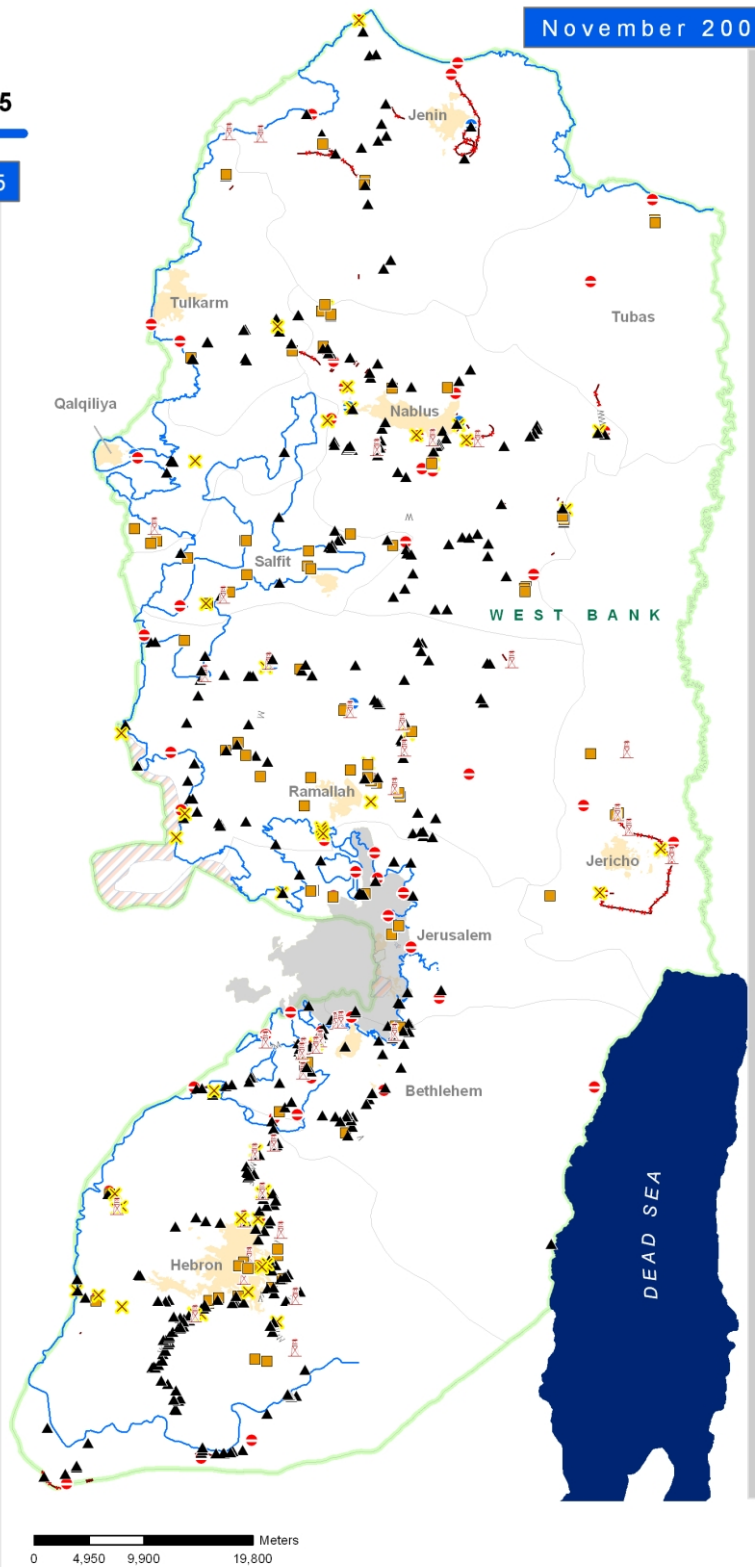 November 200
5
5
Jenin
Tulkarm
Tubas
Qalqiliya
Nablus
Salfit
WEST BANK
Ramallah
Jericho
Jerusalem
Bethlehem
DEAD SEA
Hebron
Meters
0 4,950 9,900 19,800